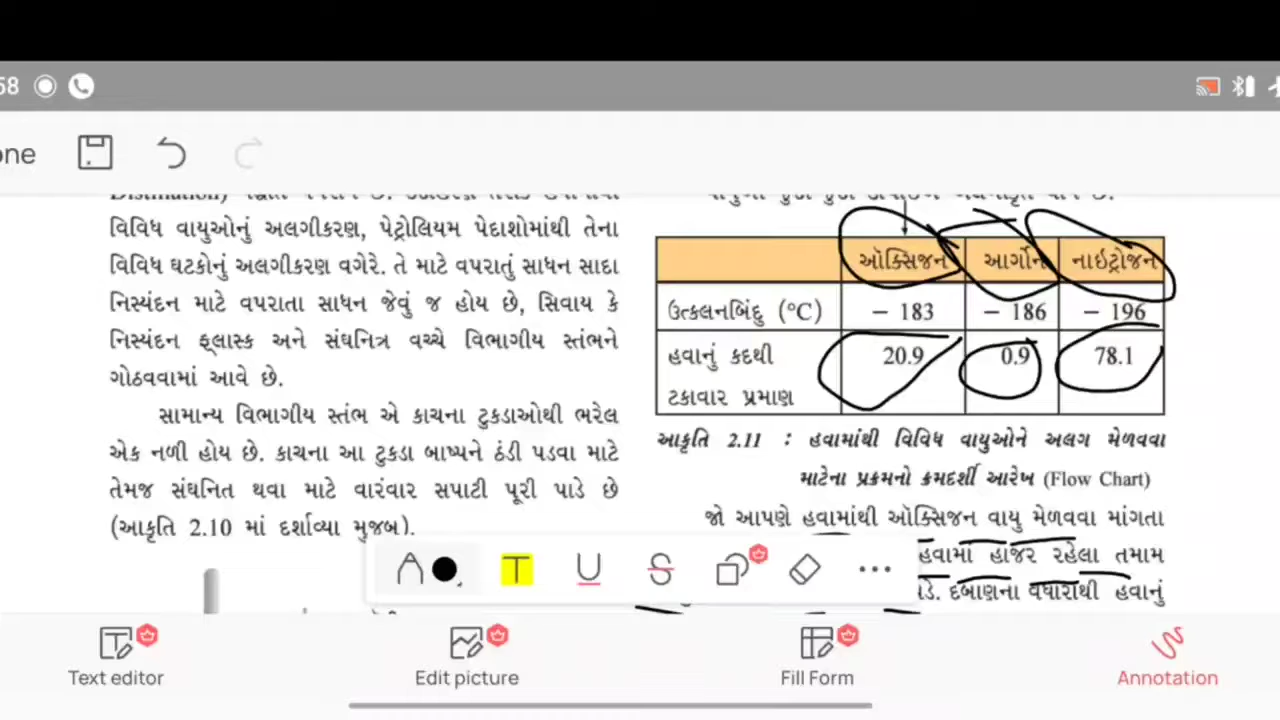 58
one
વિવિધ વાયુઓનું અલગીકરણ, પેટ્રોલિયમ પેદાશોમાંથી તેના
વિવિધ ઘટકોનું અલગીકરણ વગેરે. તે માટે વપરાતું સાધન સાદા
નિસ્યંદન માટે વપરાતા સાધન જેવું જ હોય છે, સિવાય કે
નિસ્યંદન ફ્લાસ્ક અને સંઘનિત્ર વચ્ચે વિભાગીય સ્તંભને
ગોઠવવામાં આવે છે.
સામાન્ય વિભાગીય સ્તંભ એ કાચના ટુકડાઓથી ભરેલ
એક નળી હોય છે. કાચના આ ટુકડા બાષ્પને ઠંડી પડવા માટે
તેમજ સંઘનિત થવા માટે વારંવાર સપાટી પૂરી પાડે છે
(આકૃતિ 2.10 માં દર્શાવ્યા મુજબ).
ઑક્સિજન આર્ગોન નાઇટ્રોજન
ઉત્કલનબિંદુ (°C) – 183 – 186 – 196
હવાનું કદથી 20.9 0.9 78.1
ટકાવાર પ્રમાણ
આકૃતિ 2.11 : હવામાંથી વિવિધ વાયુઓને અલગ મેળવવા
માટેના પ્રક્રમનો ક્રમદર્શી આરેખ (Flow Chart)
જો આપણે હવામાંથી ઑક્સિજન વાયુ મેળવવા માંગતા
હવામાં હાજર રહેલા તમામ
પડે. દબાણના વધારાથી હવાનું
T U S
Text editor
Edit picture
Fill Form
Annotation